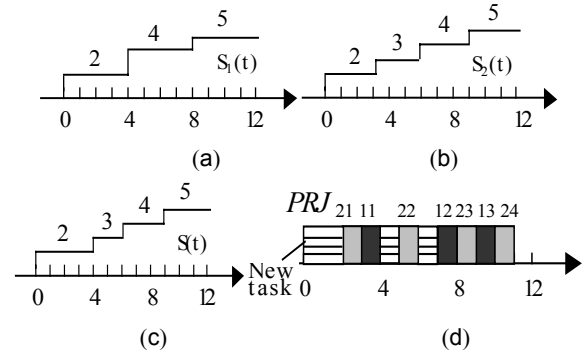 2 4 5
S₁(t)
0 4 8 12
(a)
2 3 4 5
S₂(t)
0 4 8 12
(b)
2 3 4 5
S(t)
0 4 8 12
(c)
PRJ 21 11 22 12 23 13 24
New
task
0 4 8 12
(d)